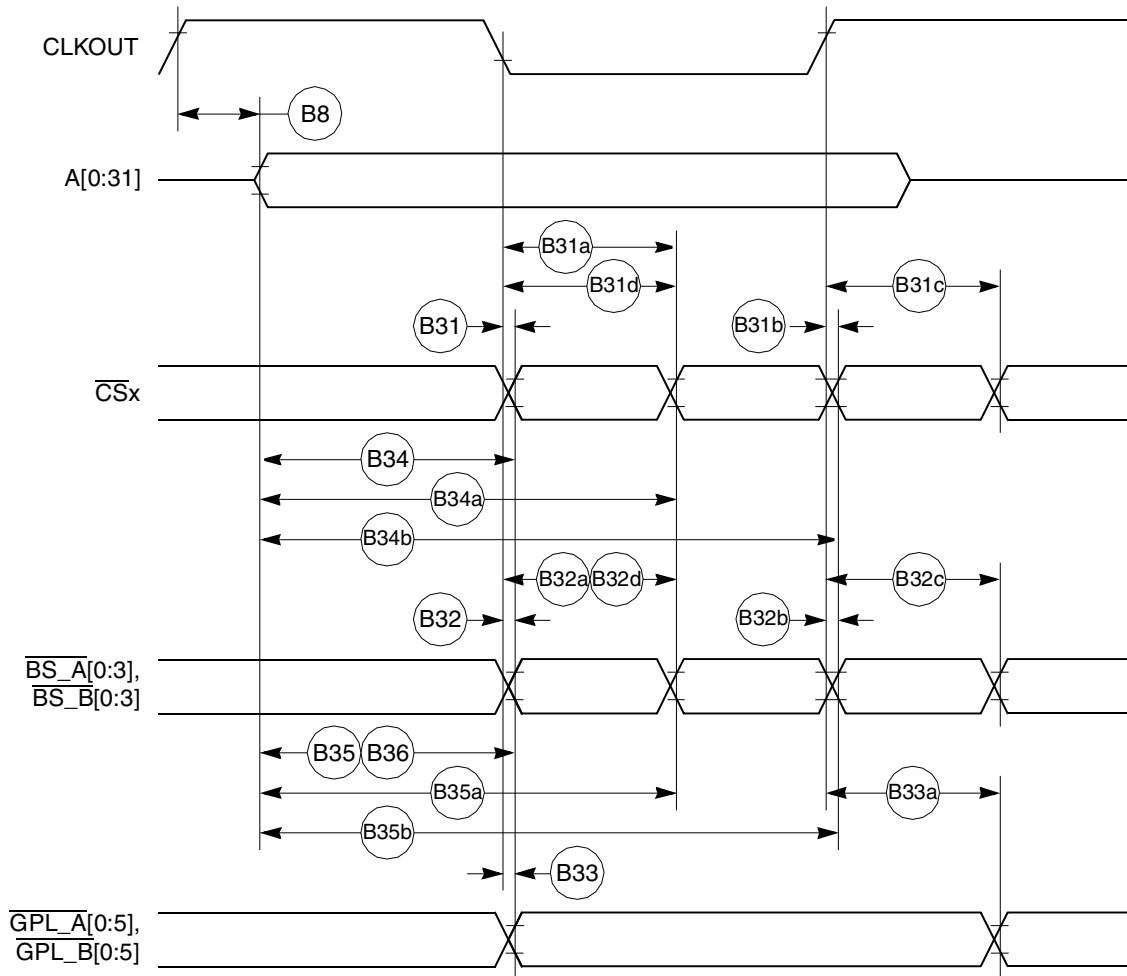 CLKOUT
B8
A[0:31]
B31a
B31d
B31c
B31
B31b
CSx
B34
B34a
B34b
B32a B32d
B32c
B32
B32b
BS_A[0:3],
BS_B[0:3]
B35 B36
B35a
B33a
B35b
B33
GPL_A[0:5],
GPL_B[0:5]